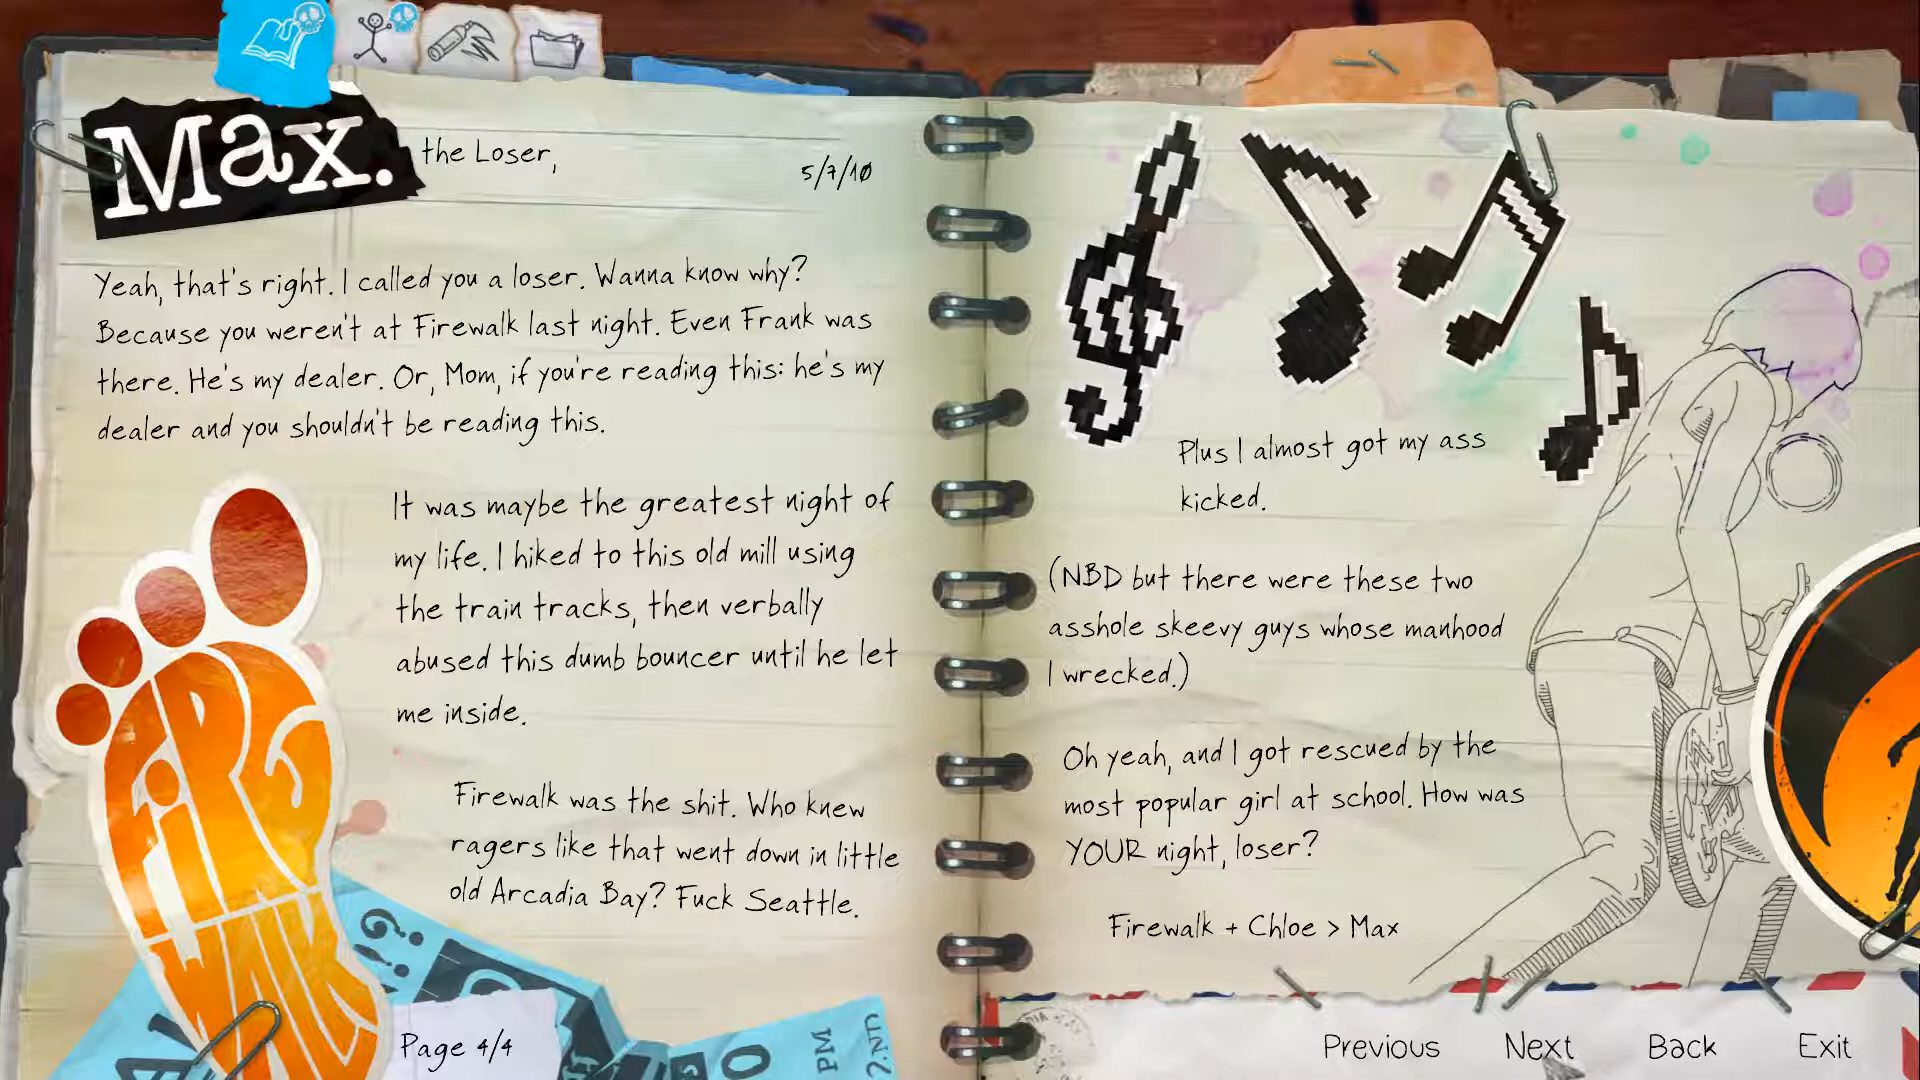 Max.
the Loser,
5/7/10
Yeah, that's right. I called you a loser. Wanna know why?
Because you weren't at Firewalk last night. Even Frank was
there. He's my dealer. Or, Mom, if you're reading this: he's my
dealer and you shouldn't be reading this.
It was maybe the greatest night of
my life. I hiked to this old mill using
the train tracks, then verbally
abused this dumb bouncer until he let
me inside.
Firewalk was the shit. Who knew
ragers like that went down in little
old Arcadia Bay? Fuck Seattle.
FIRE
WALK
PM
Page 4/4
Plus I almost got my ass
kicked.
(NBD but there were these two
asshole skeevy guys whose manhood
I wrecked.)
Oh yeah, and I got rescued by the
most popular girl at school. How was
YOUR night, loser?
Firewalk + Chloe > Max
Previous
Next
Back
Exit